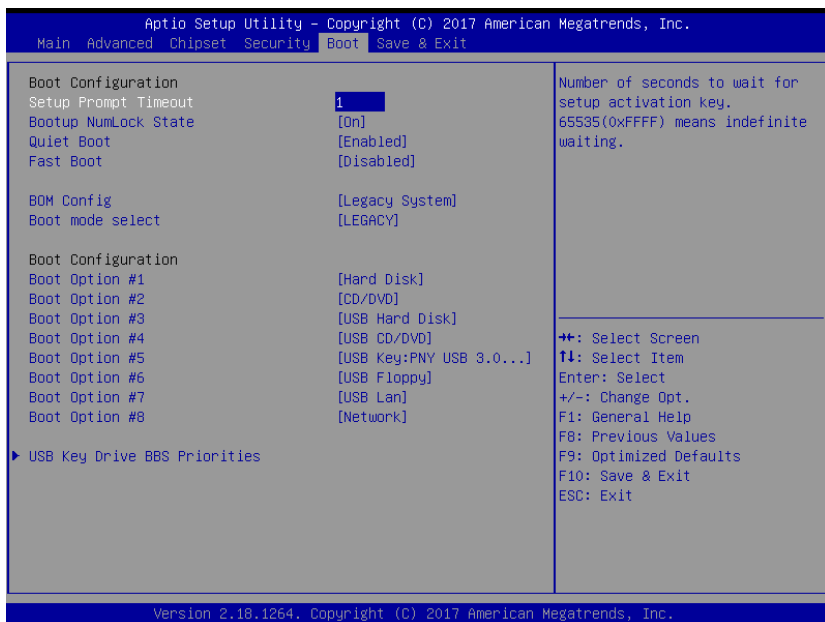 Aptio Setup Utility – Copyright (C) 2017 American Megatrends, Inc.
Main Advanced Chipset Security Boot Save & Exit
Boot Configuration
Setup Prompt Timeout 1
Bootup NumLock State [On]
Quiet Boot [Enabled]
Fast Boot [Disabled]
BOM Config [Legacy System]
Boot mode select [LEGACY]
Boot Configuration
Boot Option #1 [Hard Disk]
Boot Option #2 [CD/DVD]
Boot Option #3 [USB Hard Disk]
Boot Option #4 [USB CD/DVD]
Boot Option #5 [USB Key:PNY USB 3.0...]
Boot Option #6 [USB Floppy]
Boot Option #7 [USB Lan]
Boot Option #8 [Network]
USB Key Drive BBS Priorities
Number of seconds to wait for
setup activation key.
65535(0xFFFF) means indefinite
waiting.
→←: Select Screen
↑↓: Select Item
Enter: Select
+/-: Change Opt.
F1: General Help
F8: Previous Values
F9: Optimized Defaults
F10: Save & Exit
ESC: Exit
Version 2.18.1264. Copyright (C) 2017 American Megatrends, Inc.